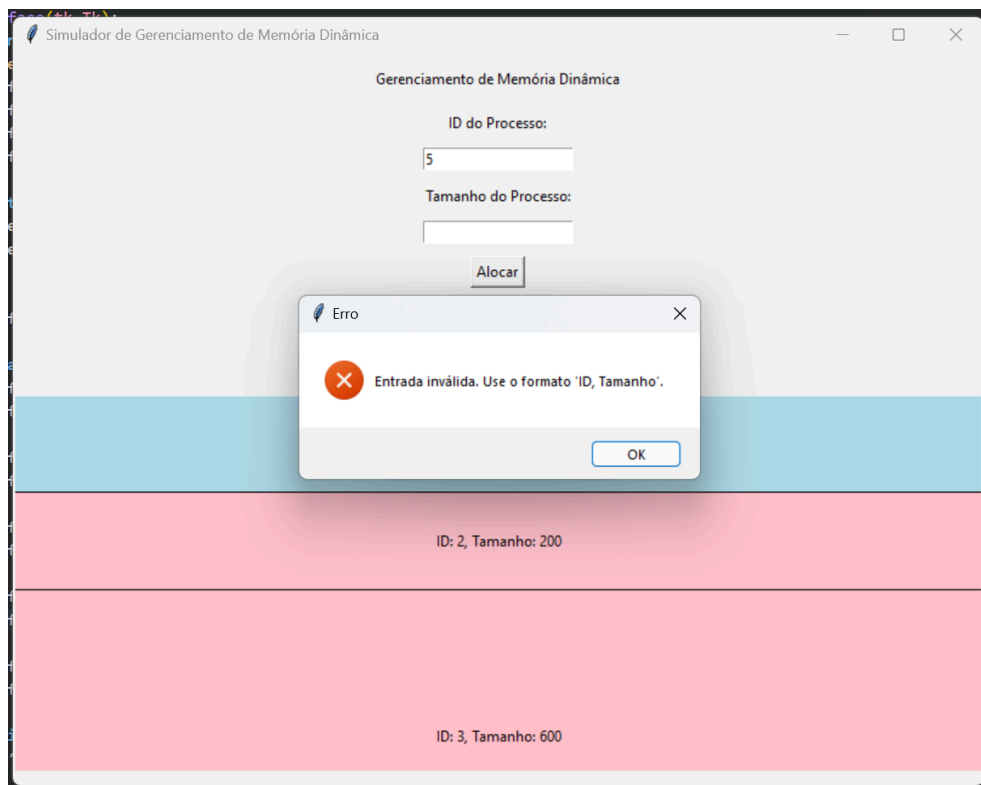 Simulador de Gerenciamento de Memória Dinâmica
Gerenciamento de Memória Dinâmica
ID do Processo:
5
Tamanho do Processo:
Alocar
Erro
Entrada inválida. Use o formato 'ID, Tamanho'.
OK
ID: 2, Tamanho: 200
ID: 3, Tamanho: 600